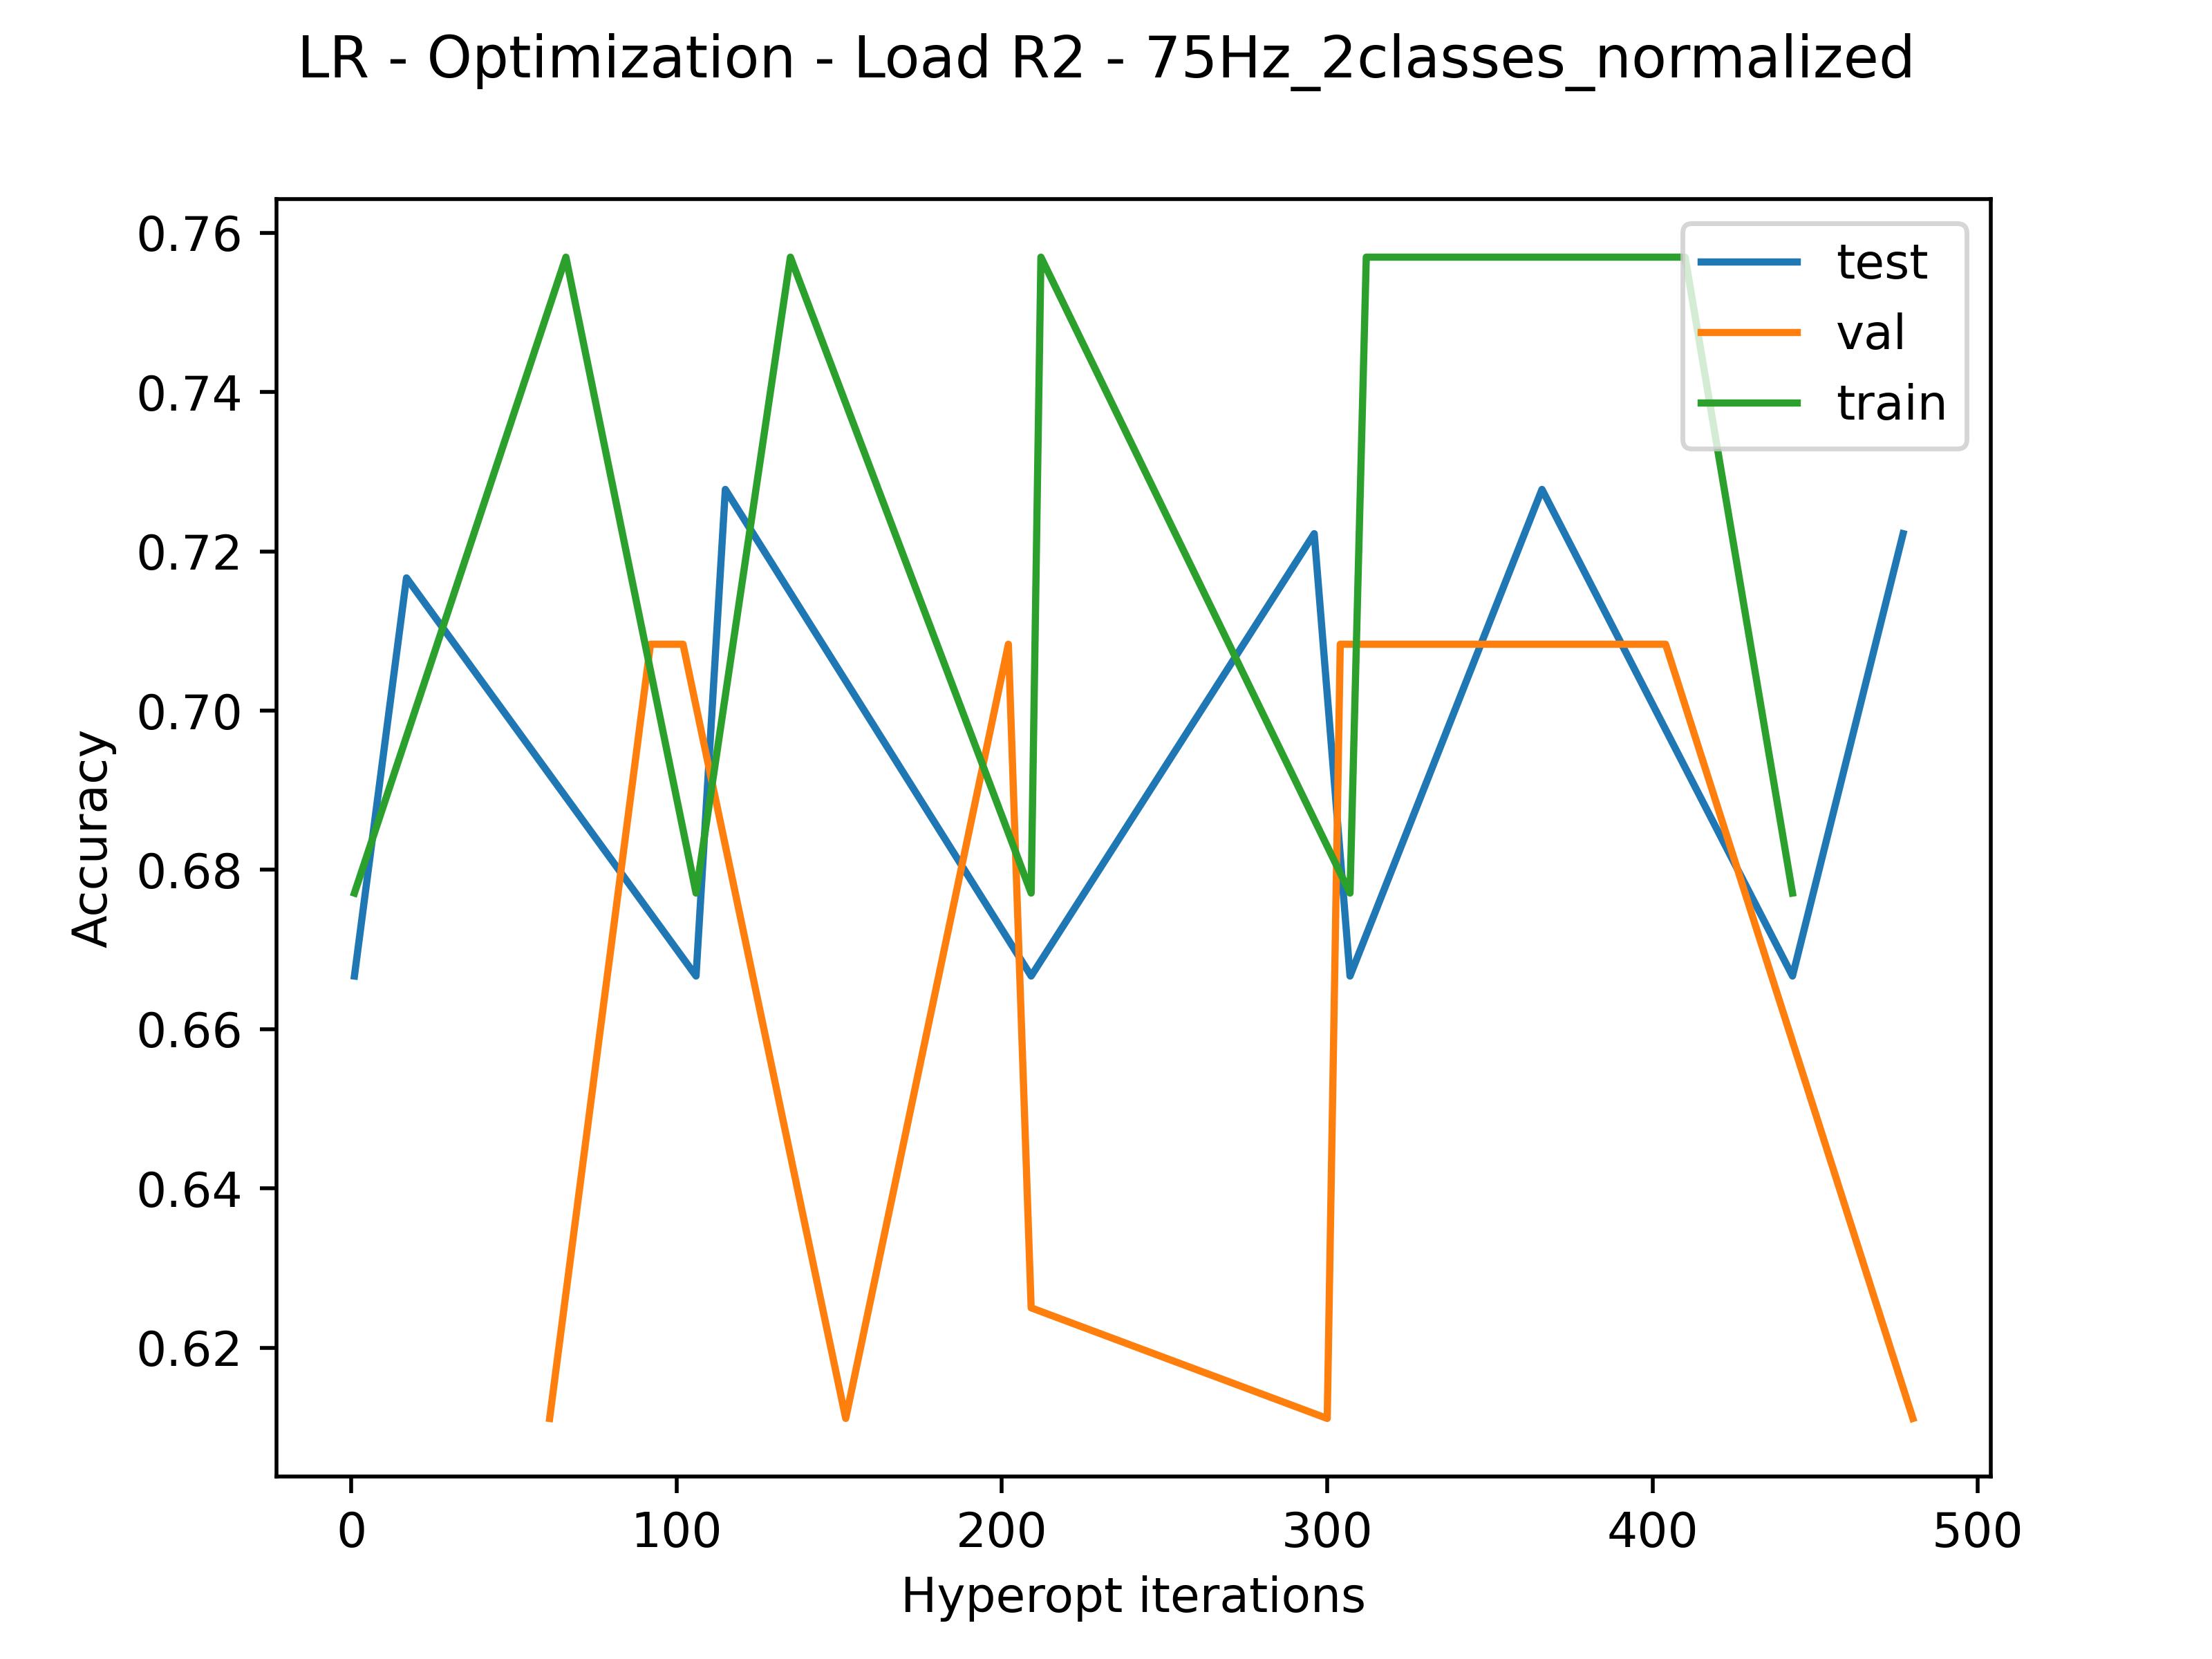 LR - Optimization - Load R2 - 75Hz_2classes_normalized
0.76
0.74
0.72
0.70
0.68
0.66
0.64
0.62
Accuracy
test
val
train
0 100 200 300 400 500
Hyperopt iterations